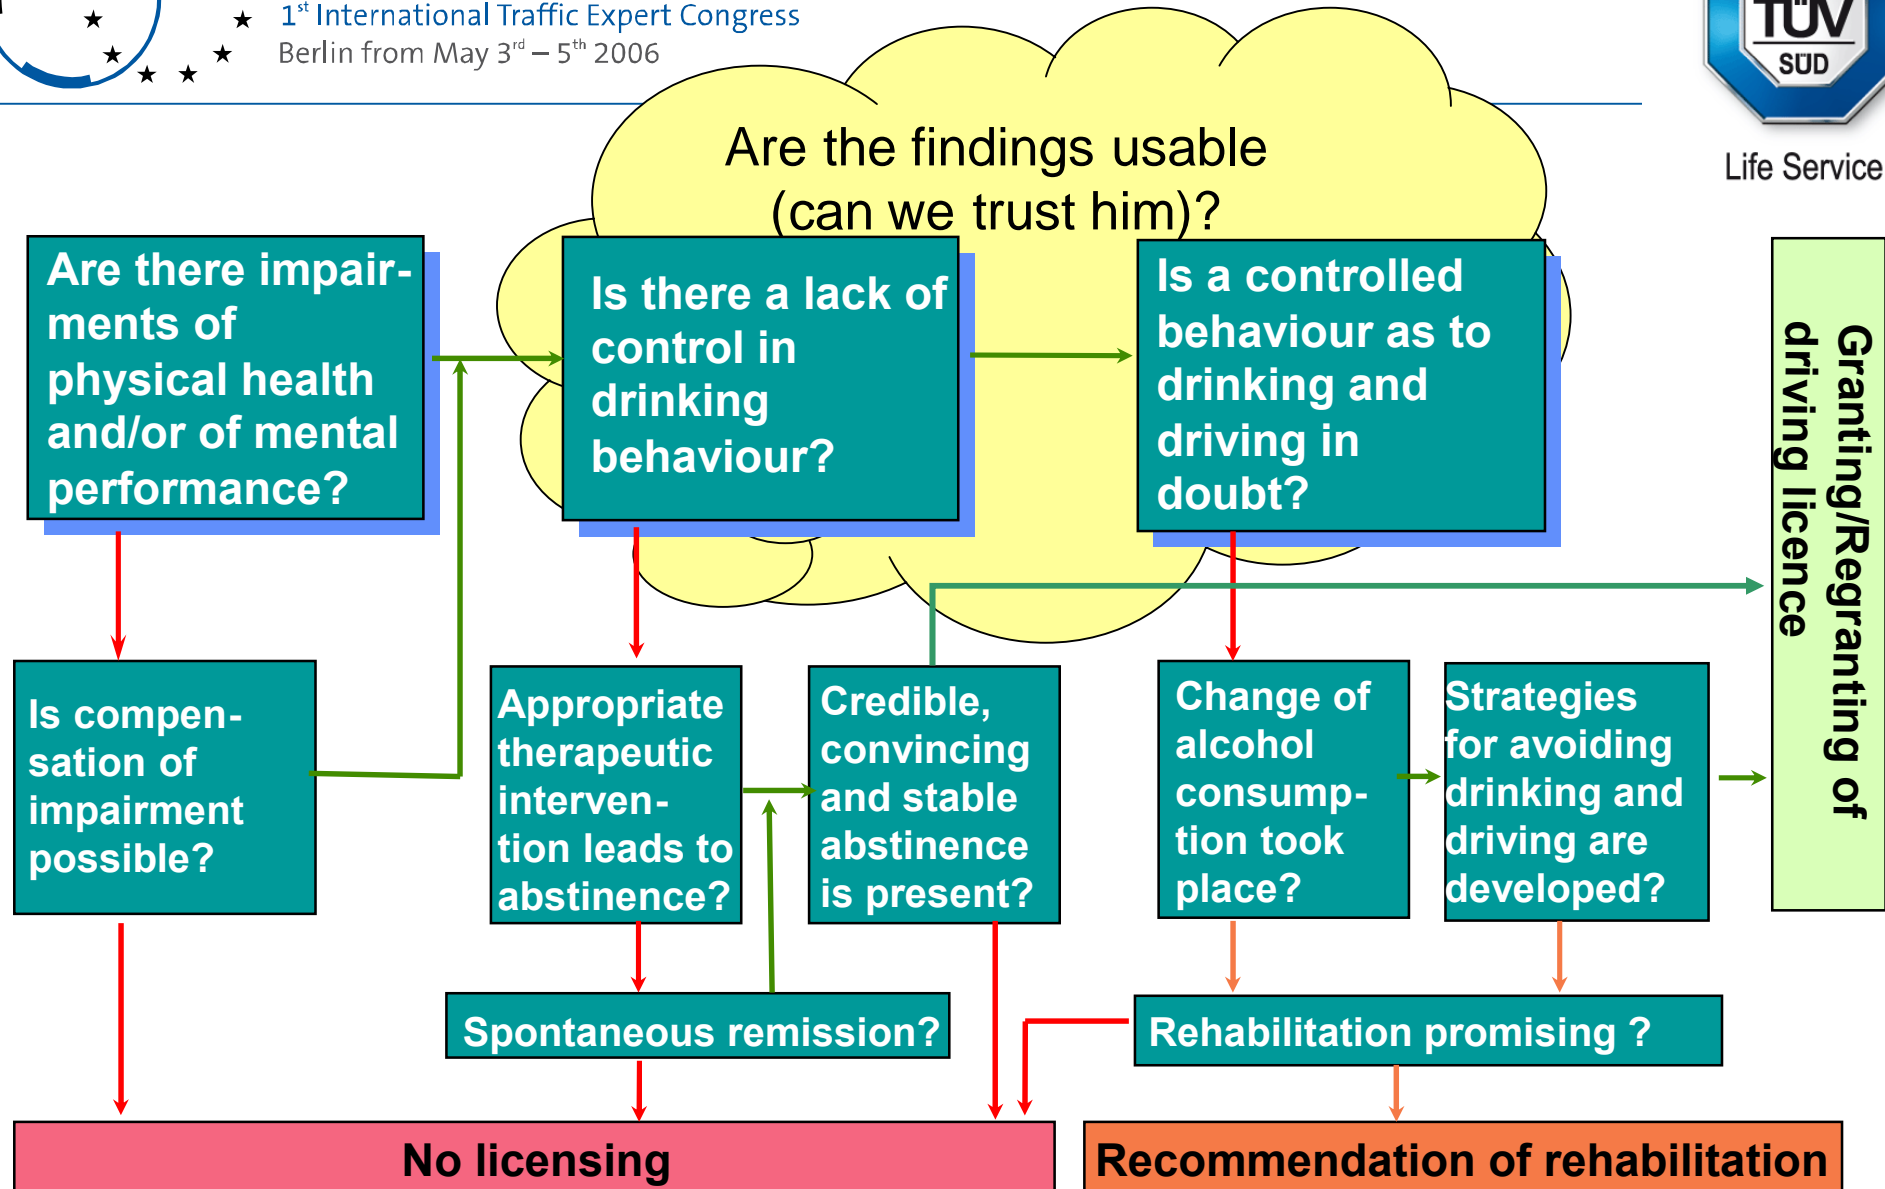 1st International Traffic Expert Congress
Berlin from May 3rd – 5th 2006
TÜV
SÜD
Life Service
Are the findings usable
(can we trust him)?
Are there impair-
ments of
physical health
and/or of mental
performance?
Is there a lack of
control in
drinking
behaviour?
Is a controlled
behaviour as to
drinking and
driving in
doubt?
Grantting/Regrantting of
driving licence
Is compen-
sation of
impairment
possible?
Appropriate
therapeutic
interven-
tion leads to
abstinence?
Credible,
convincing
and stable
abstinence
is present?
Change of
alcohol
consump-
tion took
place?
Strategies
for avoiding
drinking and
driving are
developed?
Spontaneous remission?
Rehabilitation promising ?
No licensing
Recommendation of rehabilitation